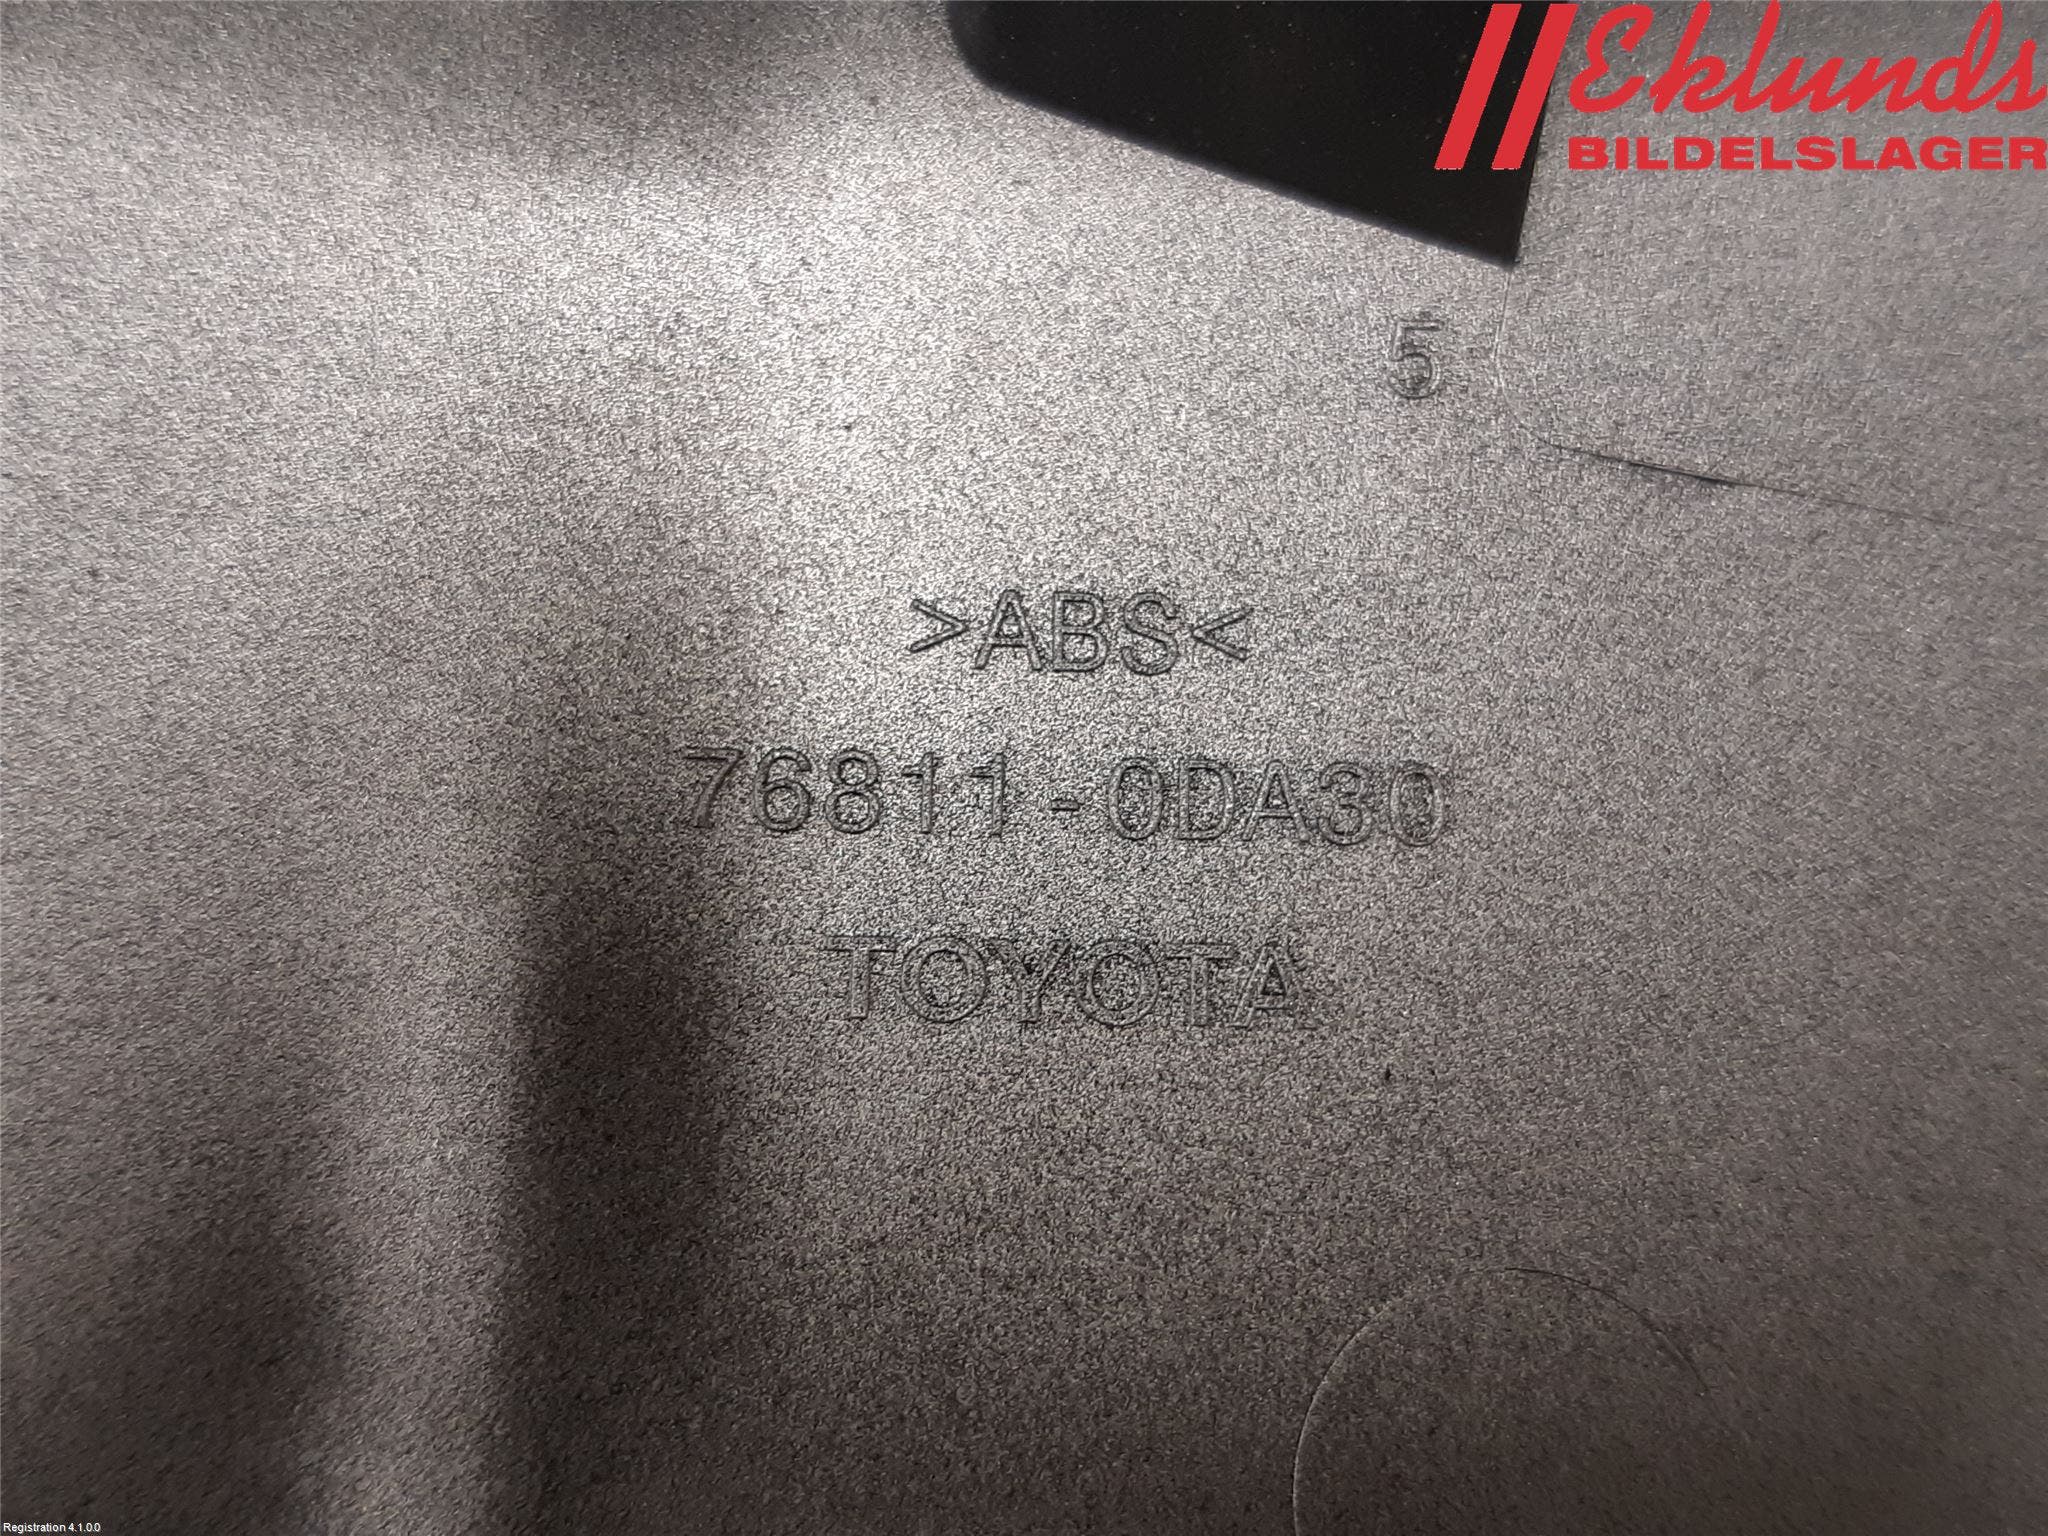 Eklunds
BILDELSLAGER
5
>ABS<
76811-0DA30
TOYOTA
Registration 4.1.0.0